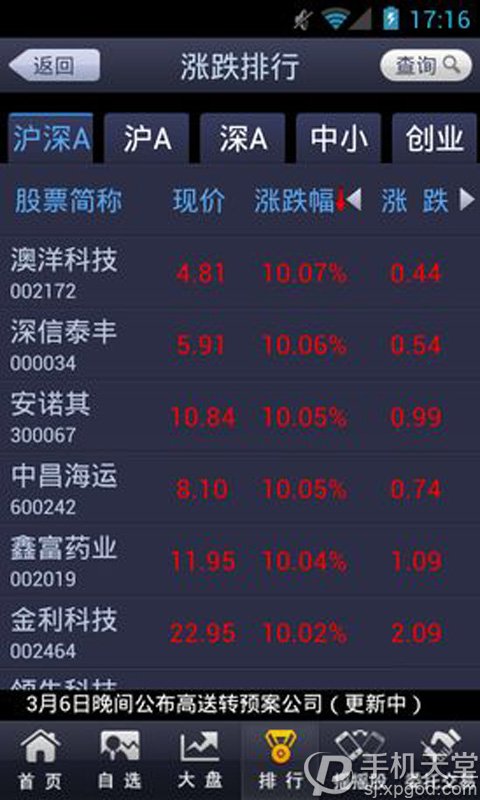 17:16
返回 涨跌排行 查询
沪深A 沪A 深A 中小 创业
股票简称 现价 涨跌幅 涨 跌
澳洋科技 4.81 10.07% 0.44
002172
深信泰丰 5.91 10.06% 0.54
000034
安诺其 10.84 10.05% 0.99
300067
中昌海运 8.10 10.05% 0.74
600242
鑫富药业 11.95 10.04% 1.09
002019
金利科技 22.95 10.02% 2.09
002464
3月6日晚间公布高送转预案公司（更新中）
首页 自选 大盘 排行
手机天堂
sj.xpgod.com